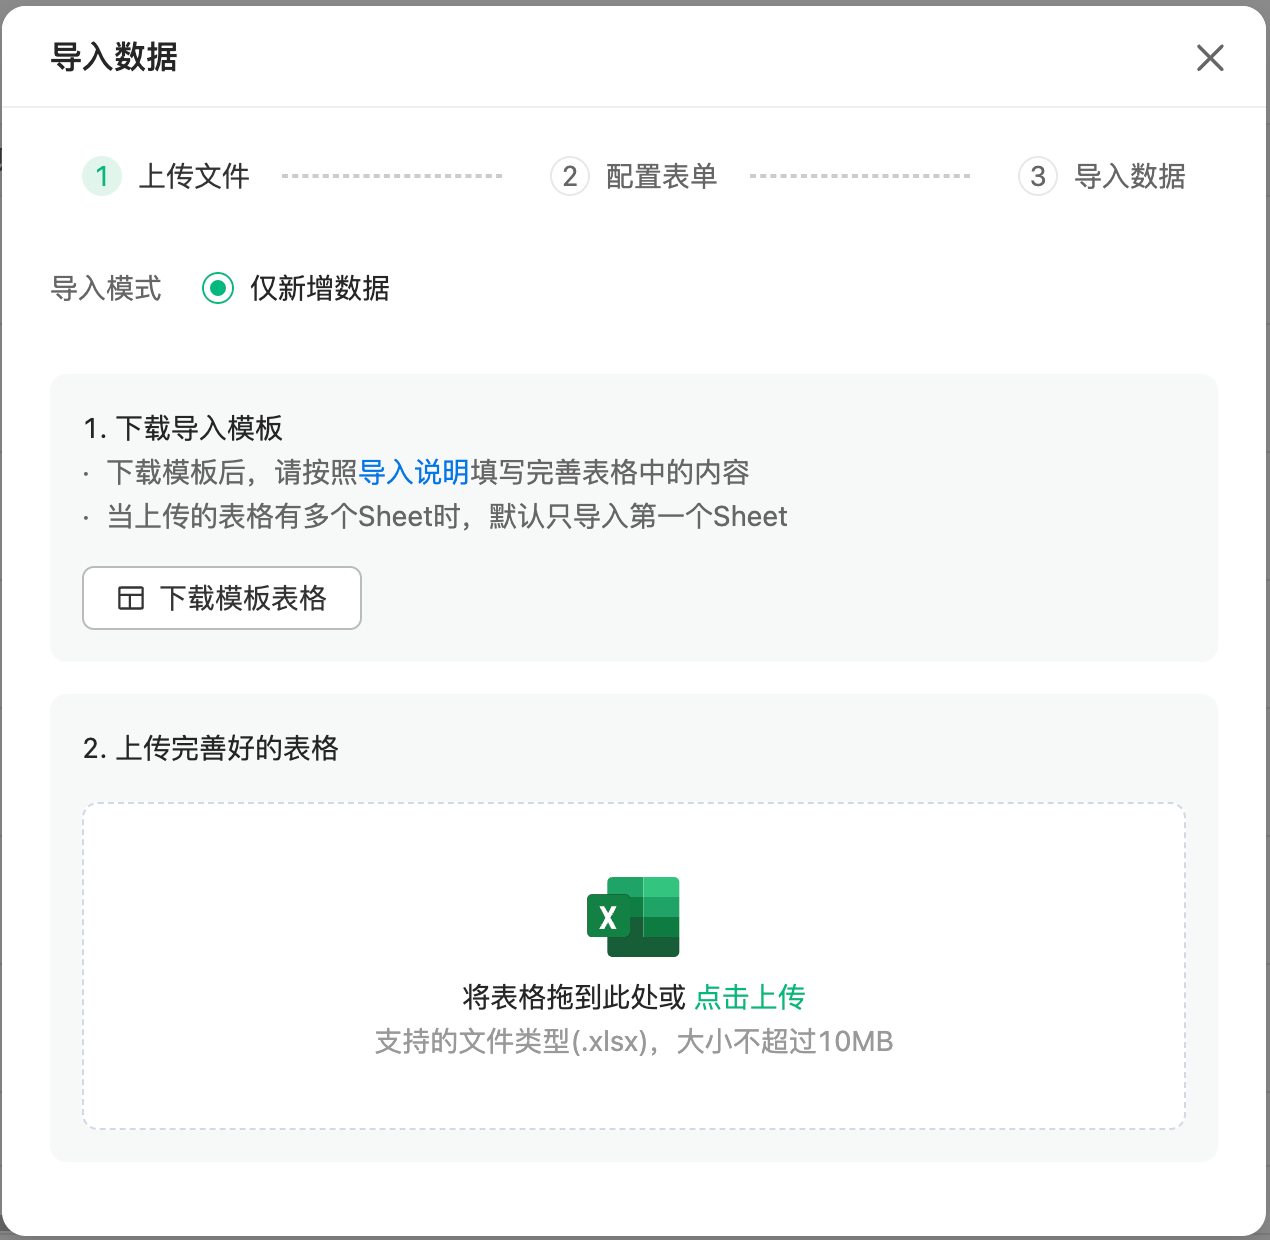 导入数据
1 上传文件
2 配置表单
3 导入数据
导入模式 仅新增数据
1. 下载导入模板
· 下载模板后，请按照导入说明填写完善表格中的内容
· 当上传的表格有多个Sheet时，默认只导入第一个Sheet
下载模板表格
2. 上传完善好的表格
X
将表格拖到此处或 点击上传
支持的文件类型(.xlsx)，大小不超过10MB